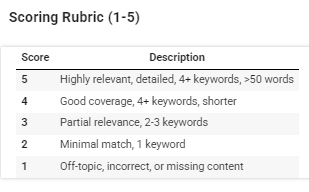 Scoring Rubric (1-5)
Score Description
5 Highly relevant, detailed, 4+ keywords, >50 words
4 Good coverage, 4+ keywords, shorter
3 Partial relevance, 2-3 keywords
2 Minimal match, 1 keyword
1 Off-topic, incorrect, or missing content